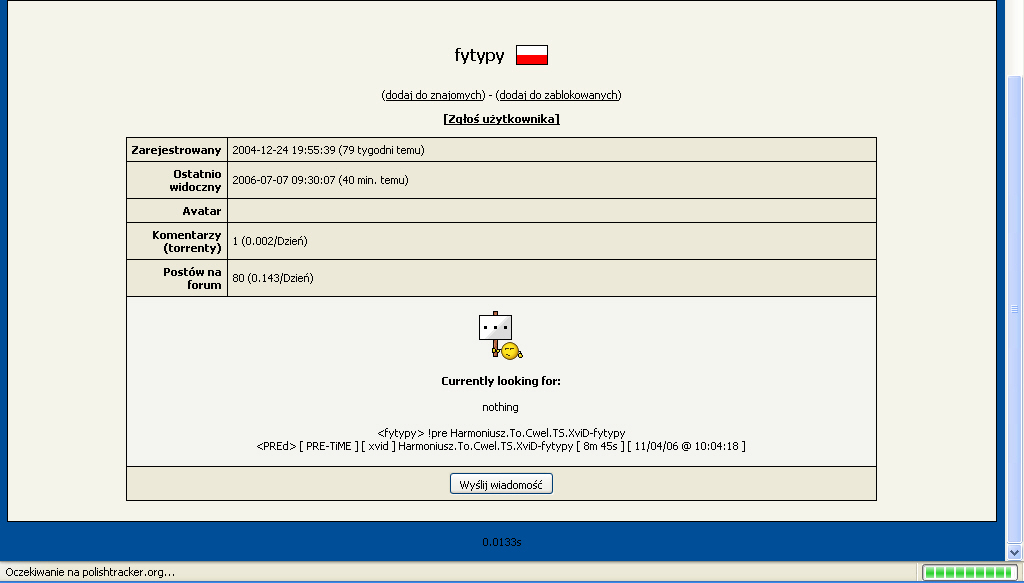 fytypy
(dodaj do znajomych) - (dodaj do zablokowanych)
[Zgłoś użytkownika]
Zarejestrowany 2004-12-24 19:55:39 (79 tygodni temu)
Ostatnio widoczny 2006-07-07 09:30:07 (40 min. temu)
Avatar
Komentarzy (torrenty) 1 (0.002/Dzień)
Postów na forum 80 (0.143/Dzień)
Currently looking for:
nothing
<fytypy> !pre Harmoniusz.To.Cwel.TS.XviD-fytypy
<PREd> [ PRE-TiME ] [ xvid ] Harmoniusz.To.Cwel.TS.XviD-fytypy [ 8m 45s ] [ 11/04/06 @ 10:04:18 ]
Wyślij wiadomość
0.0133s
Oczekiwanie na polishtracker.org...